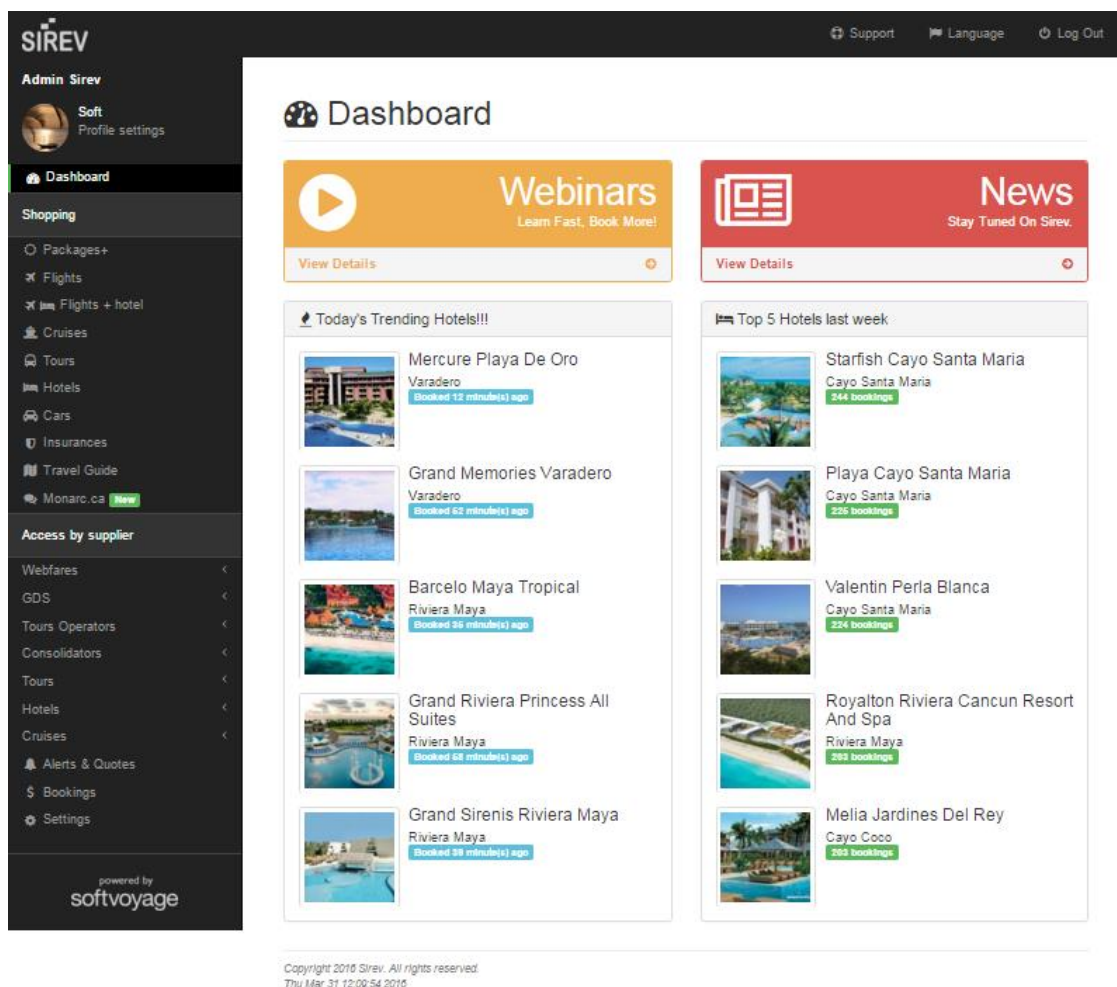 SIREV
Support
Language
Log Out
Admin Sirev
Soft
Profile settings
Dashboard
Shopping
Packages+
Flights
Flights + hotel
Cruises
Tours
Hotels
Cars
Insurances
Travel Guide
Monarc.ca New
Access by supplier
Webfares
GDS
Tours Operators
Consolidators
Tours
Hotels
Cruises
Alerts & Quotes
$ Bookings
Settings
powered by
softvoyage
Dashboard
Webinars
Learn Fast, Book More!
View Details
News
Stay Tuned On Sirev.
View Details
Today's Trending Hotels!!!
Mercure Playa De Oro
Varadero
Booked 12 minute(s) ago
Grand Memories Varadero
Varadero
Booked 52 minute(s) ago
Barcelo Maya Tropical
Riviera Maya
Booked minute(s) ago
Grand Riviera Princess All
Suites
Riviera Maya
Booked minute(s) ago
Grand Sirenis Riviera Maya
Riviera Maya
Booked minute(s) ago
Top 5 Hotels last week
Starfish Cayo Santa Maria
Cayo Santa Maria
244 bookings
Playa Cayo Santa Maria
Cayo Santa Maria
bookings
Valentin Perla Blanca
Cayo Santa Maria
224 bookings
Royalton Riviera Cancun Resort
And Spa
Riviera Maya
bookings
Melia Jardines Del Rey
Cayo Coco
203 bookings
Copyright 2016 Sirev. All rights reserved.
Thu Mar 31 12:09:54 2016